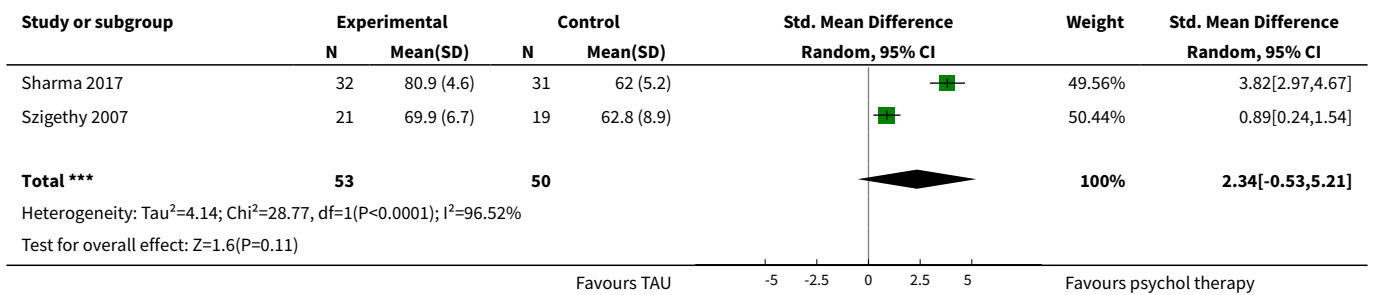 Study or subgroup Experimental Control Std. Mean Difference Weight Std. Mean Difference
N Mean(SD) N Mean(SD) Random, 95% CI Random, 95% CI
Sharma 2017 32 80.9 (4.6) 31 62 (5.2) 49.56% 3.82[2.97,4.67]
Szigethy 2007 21 69.9 (6.7) 19 62.8 (8.9) 50.44% 0.89[0.24,1.54]
Total *** 53 50 100% 2.34[-0.53,5.21]
Heterogeneity: Tau²=4.14; Chi²=28.77, df=1(P<0.0001); I²=96.52%
Test for overall effect: Z=1.6(P=0.11)
Favours TAU -5 -2.5 0 2.5 5 Favours psychol therapy